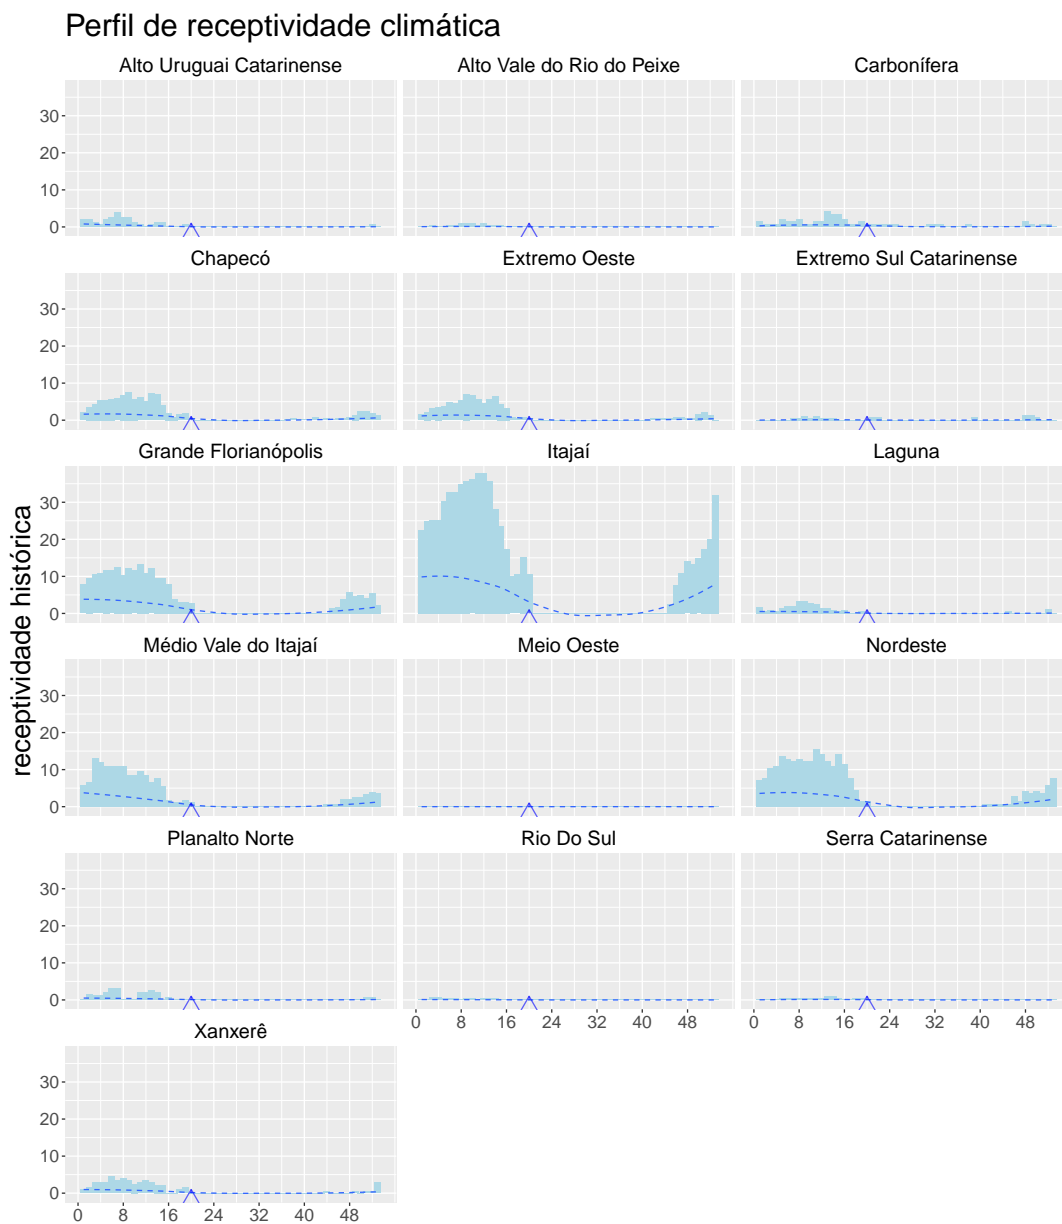 Perfil de receptividade climática
Alto Uruguai Catarinense
Alto Vale do Rio do Peixe
Carbonífera
30
20
10
0
Chapecó
Extremo Oeste
Extremo Sul Catarinense
30
20
10
0
Grande Florianópolis
Itajaí
Laguna
30
20
10
0
receptividade histórica
Médio Vale do Itajaí
Meio Oeste
Nordeste
30
20
10
0
Planalto Norte
Rio Do Sul
Serra Catarinense
30
20
10
0
0 8 16 24 32 40 48
0 8 16 24 32 40 48
Xanxerê
30
20
10
0
0 8 16 24 32 40 48